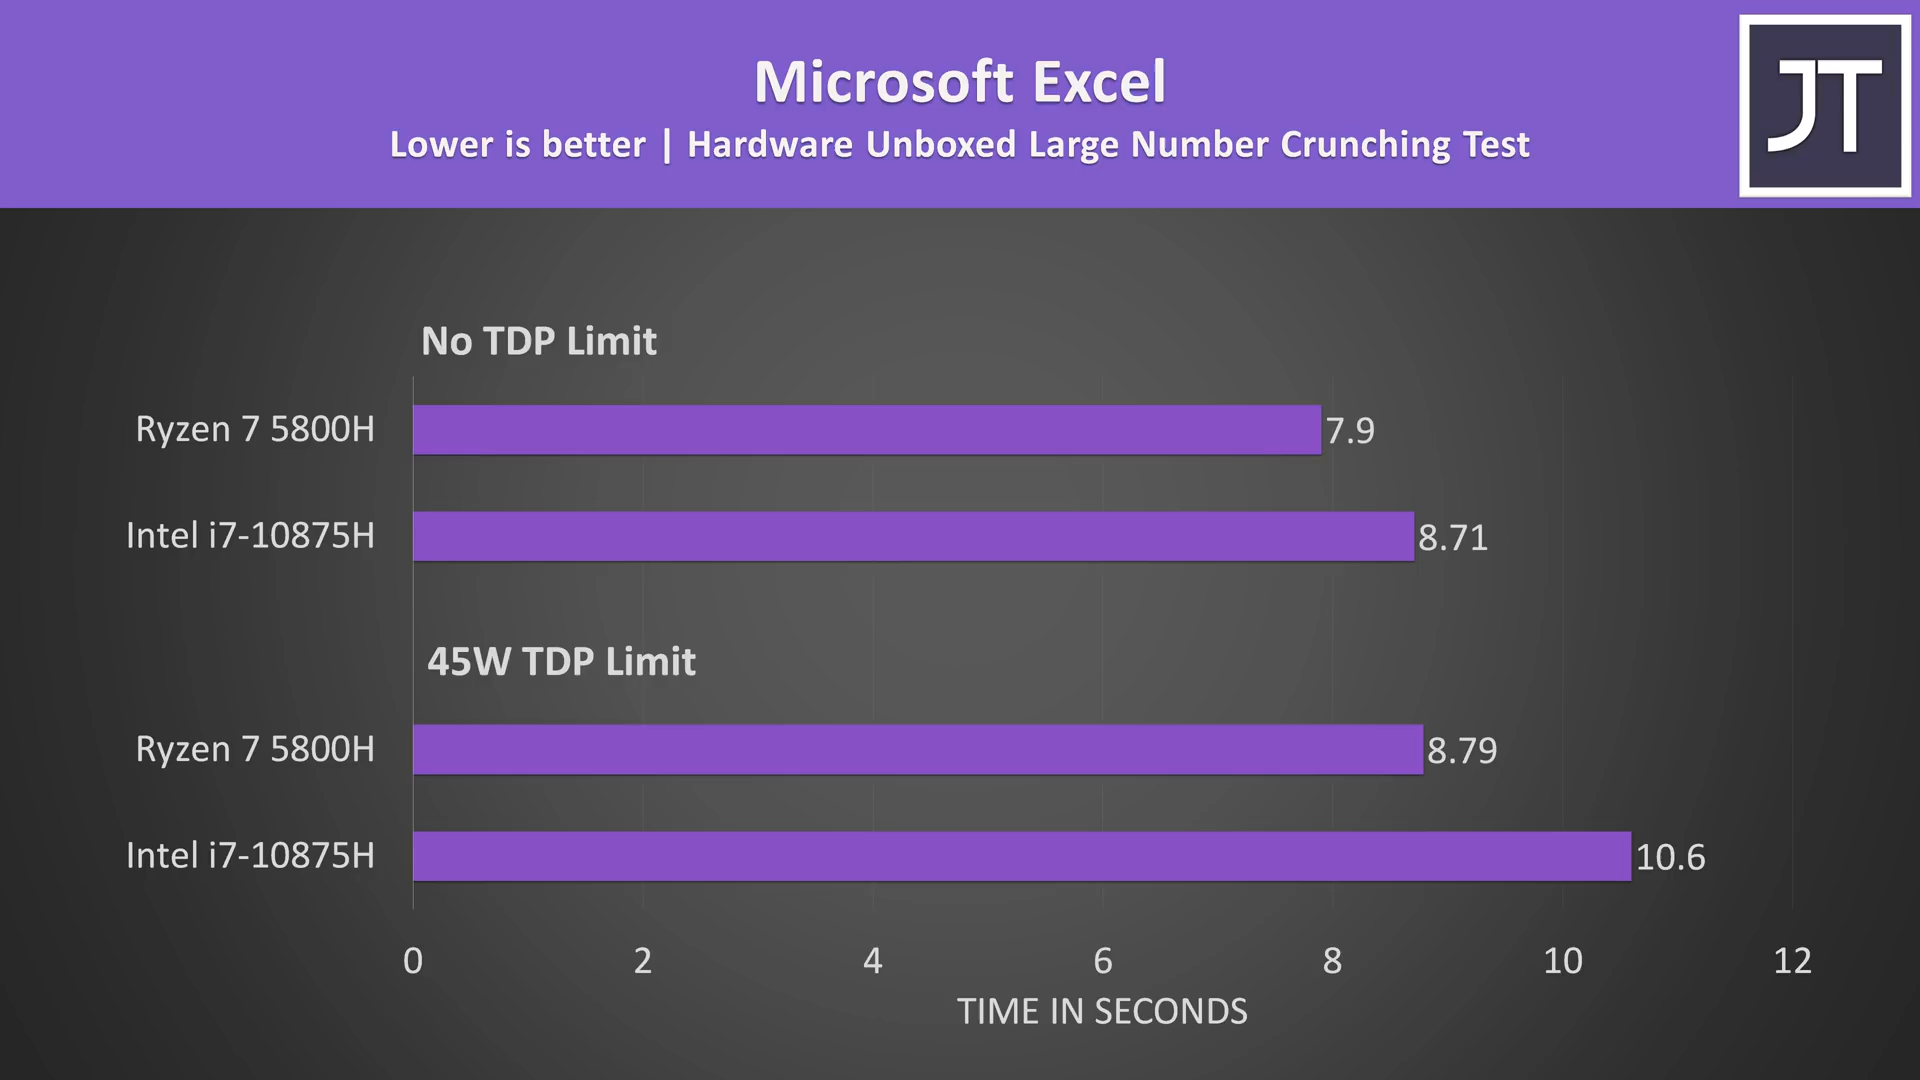 Microsoft Excel
Lower is better | Hardware Unboxed Large Number Crunching Test
JT
No TDP Limit
Ryzen 7 5800H 7.9
Intel i7-10875H 8.71
45W TDP Limit
Ryzen 7 5800H 8.79
Intel i7-10875H 10.6
0 2 4 6 8 10 12
TIME IN SECONDS